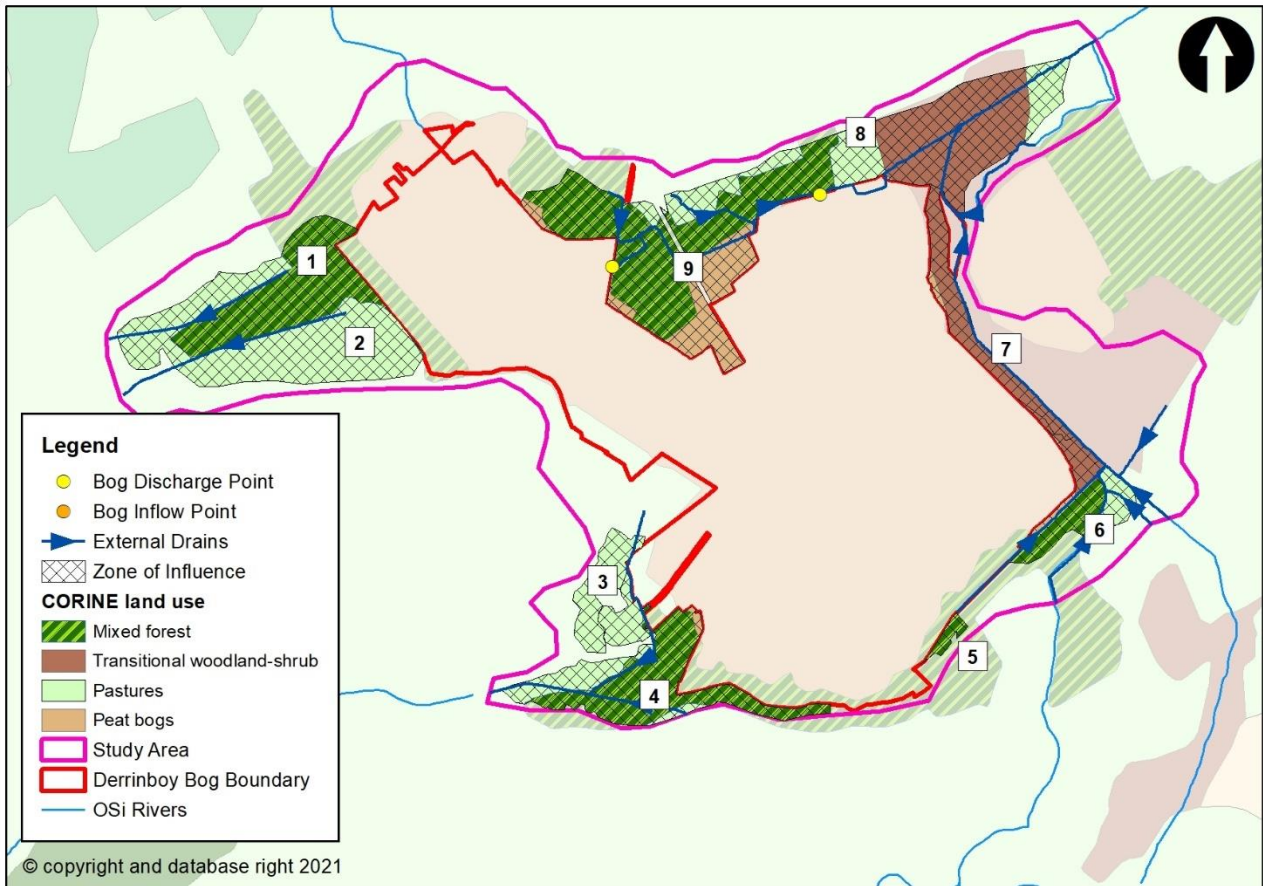 8
1
9
2
7
Legend
Bog Discharge Point
Bog Inflow Point
External Drains
Zone of Influence
CORINE land use
Mixed forest
Transitional woodland-shrub
Pastures
Peat bogs
Study Area
Derrinboy Bog Boundary
OSi Rivers
© copyright and database right 2021
6
3
5
4